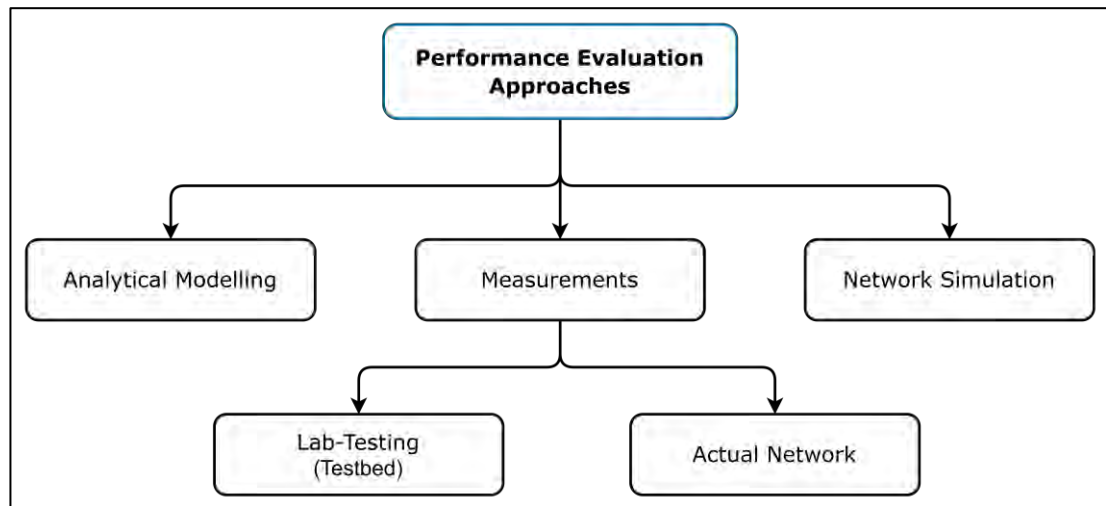 Performance Evaluation
Approaches
Analytical Modelling
Measurements
Network Simulation
Lab-Testing
(Testbed)
Actual Network